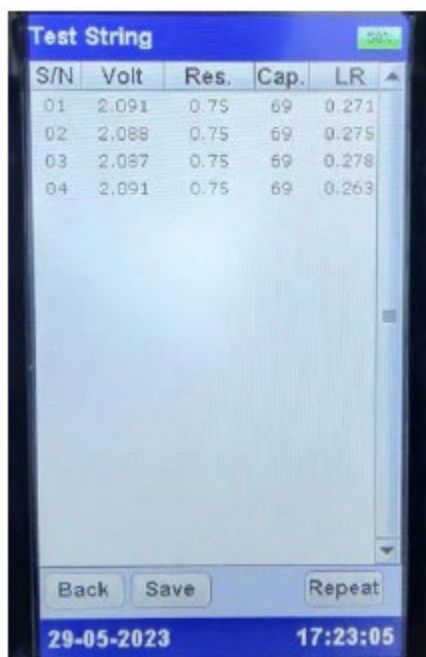 Test String 50%
S/N Volt Res. Cap. LR
01 2.091 0.75 69 0.271
02 2.088 0.75 69 0.275
03 2.087 0.75 69 0.278
04 2.091 0.75 69 0.263
Back Save Repeat
29-05-2023 17:23:05